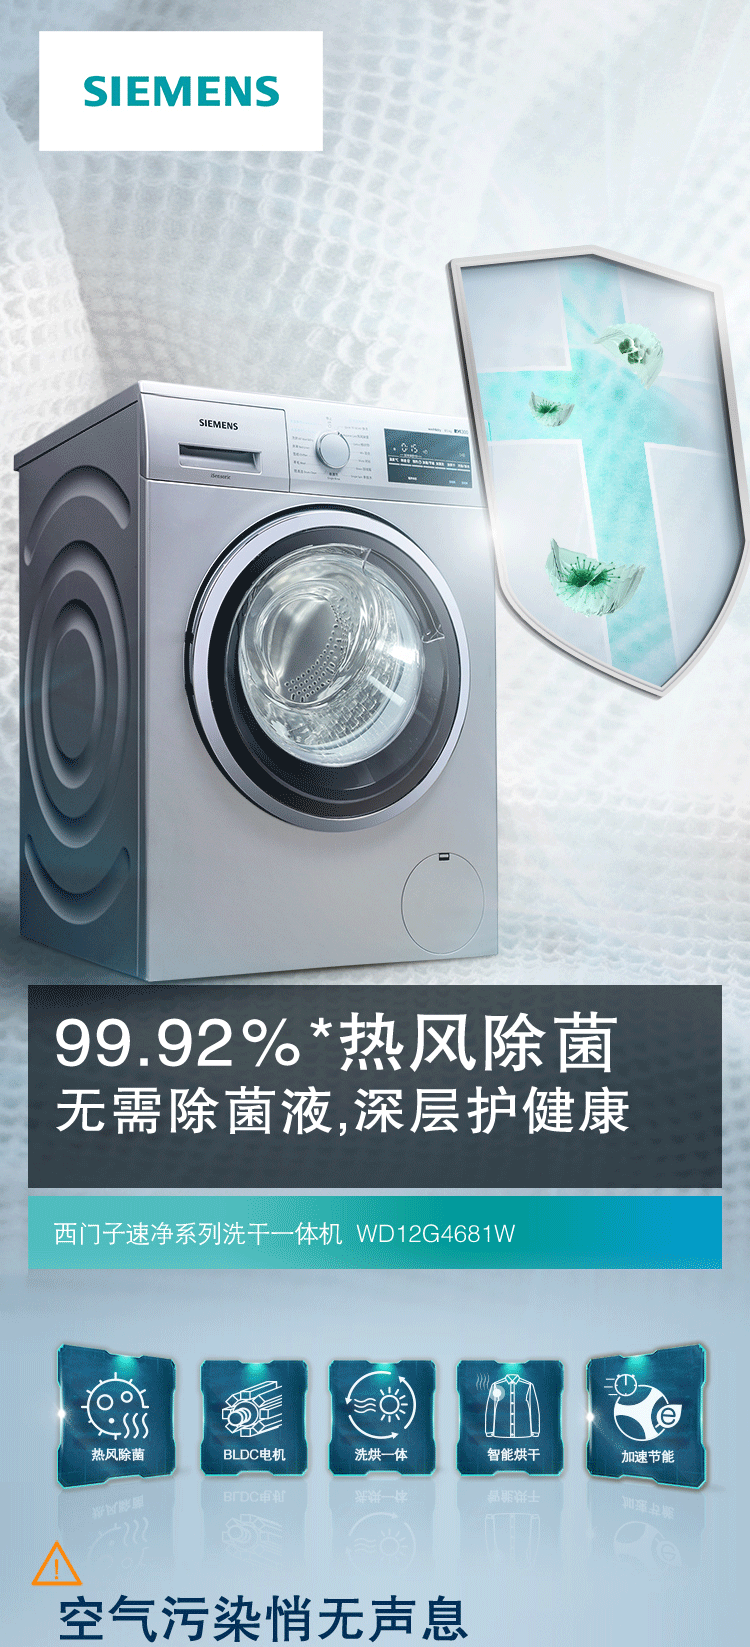 SIEMENS
SIEMENS
0:15
99.92%*热风除菌
无需除菌液,深层护健康
西门子速净系列洗干一体机 WD12G4681W
热风除菌
BLDC电机
洗烘一体
智能烘干
加速节能
空气污染悄无声息